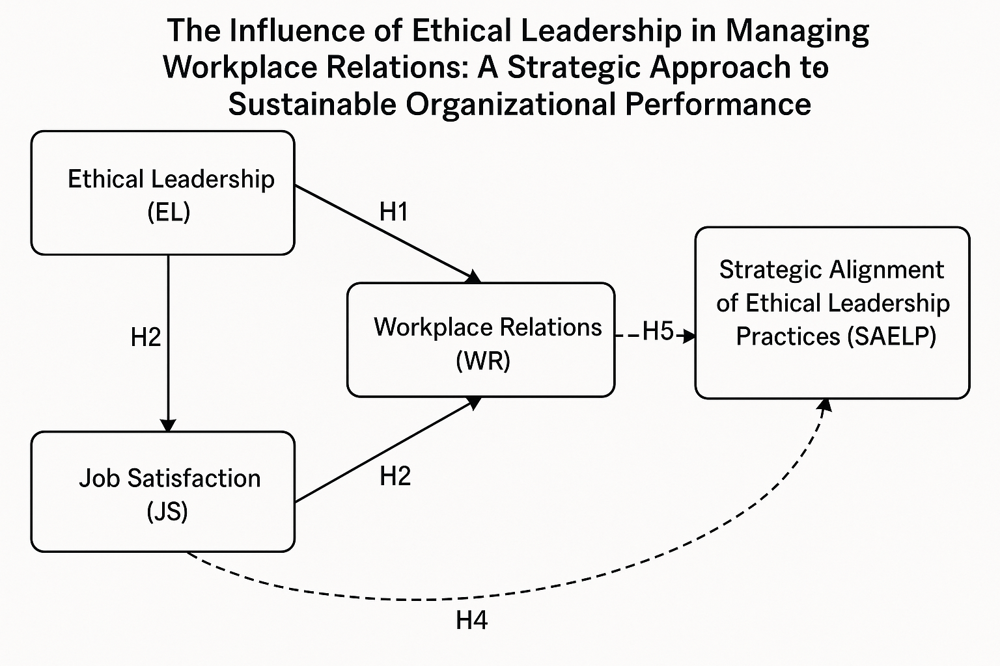 The Influence of Ethical Leadership in Managing
Workplace Relations: A Strategic Approach to
Sustainable Organizational Performance
Ethical Leadership
(EL)
H1
Strategic Alignment
of Ethical Leadership
Practices (SAELP)
H2
Workplace Relations
(WR)
H5
Job Satisfaction
(JS)
H2
H4